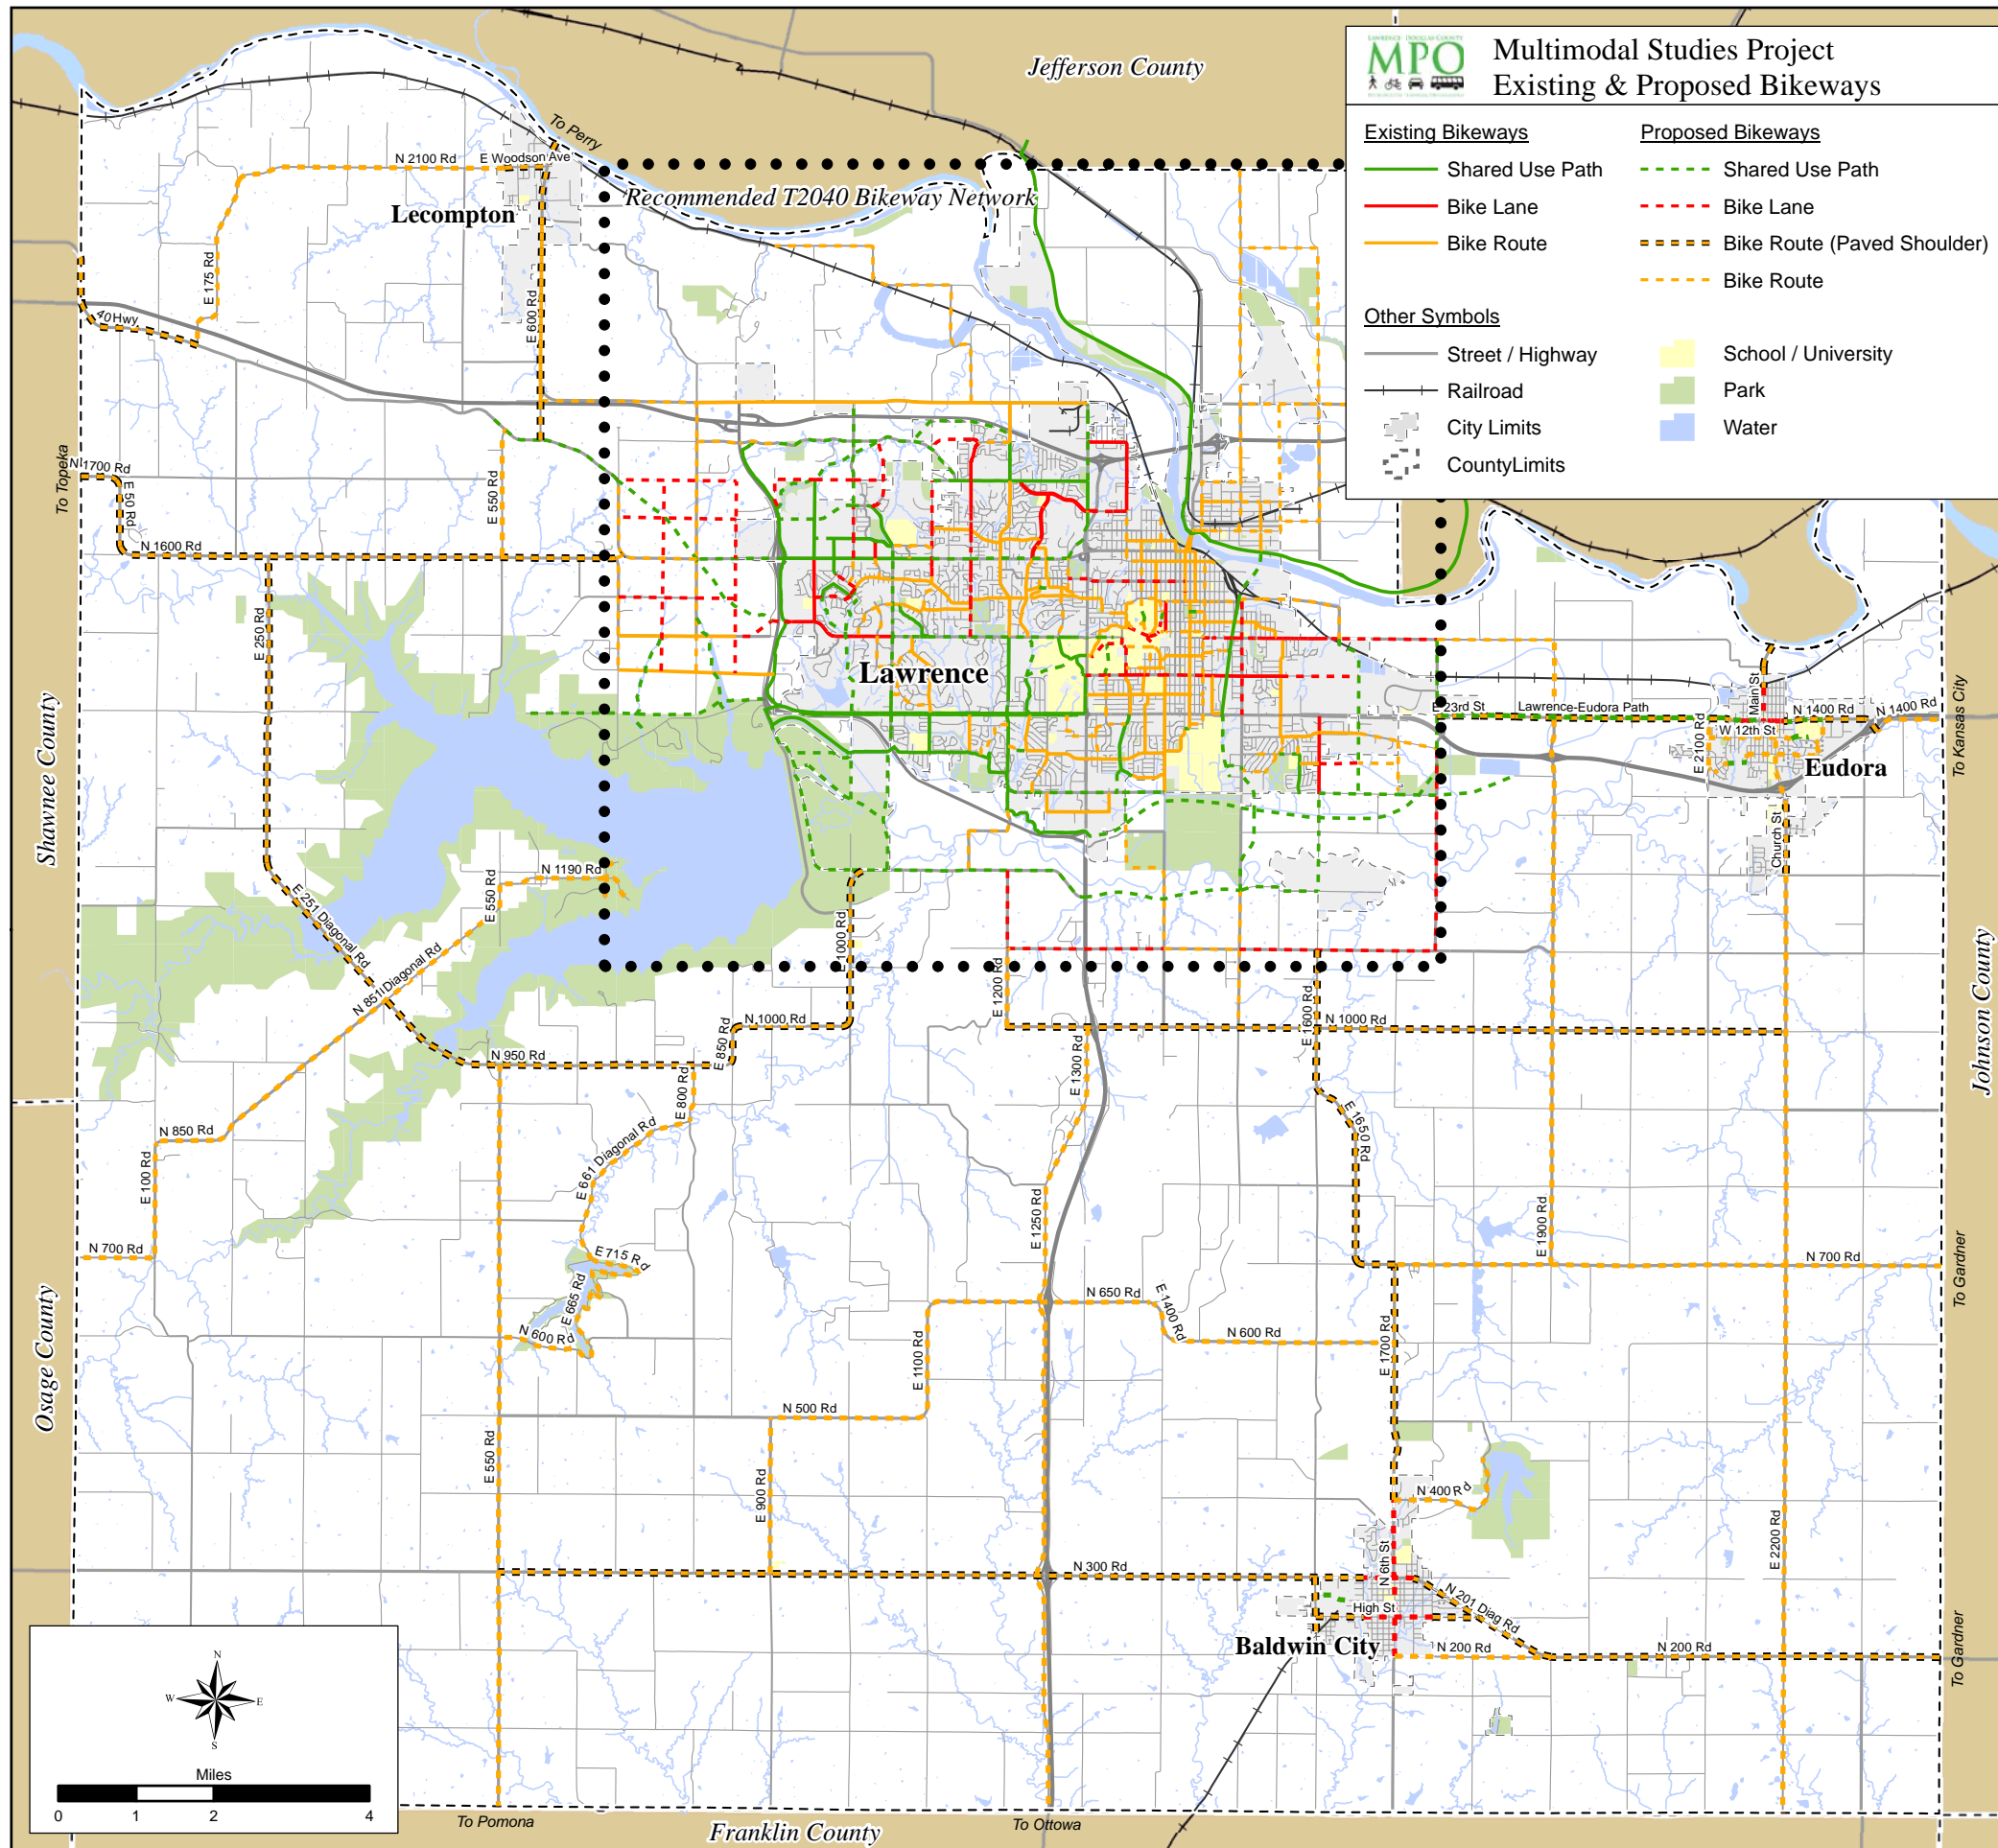 Jefferson County
LAWRENCE - DOUGLAS COUNTY
MPO
Multimodal Studies Project
Existing & Proposed Bikeways
Existing Bikeways
Shared Use Path
Bike Lane
Bike Route
Proposed Bikeways
Shared Use Path
Bike Lane
Bike Route (Paved Shoulder)
Bike Route
Other Symbols
Street / Highway
Railroad
City Limits
CountyLimits
School / University
Park
Water
To Perry
N 2100 Rd
E Woodson Ave
Recommended T2040 Bikeway Network
Lecompton
E 175 Rd
E 600 Rd
40 Hwy
To Topeka
N 1700 Rd
E 50 Rd
E 550 Rd
N 1600 Rd
E 250 Rd
Lawrence
Shawnee County
E 23rd St
Lawrence-Eudora Path
Main St
N 1400 Rd
N 1400 Rd
W 12th St
E 2100 Rd
Eudora
To Kansas City
Church St
N 1190 Rd
E 550 Rd
E 251 Diagonal Rd
N 851 Diagonal Rd
E 1000 Rd
E 1200 Rd
N 1000 Rd
E 850 Rd
N 950 Rd
E 1600 Rd
N 1000 Rd
E 1300 Rd
E 800 Rd
E 1650 Rd
Johnson County
N 850 Rd
E 100 Rd
E 661 Diagonal Rd
E 1250 Rd
E 1900 Rd
N 700 Rd
N 700 Rd
To Gardner
E 715 Rd
E 665 Rd
N 600 Rd
N 650 Rd
E 1400 Rd
N 600 Rd
E 1100 Rd
E 1700 Rd
Osage County
N 500 Rd
E 550 Rd
E 900 Rd
N 400 Rd
E 2200 Rd
N 300 Rd
N 6th St
High St
N 201 Diag Rd
Baldwin City
N 200 Rd
N 200 Rd
To Gardner
N
W
E
S
Miles
0 1 2 4
To Pomona
Franklin County
To Ottowa